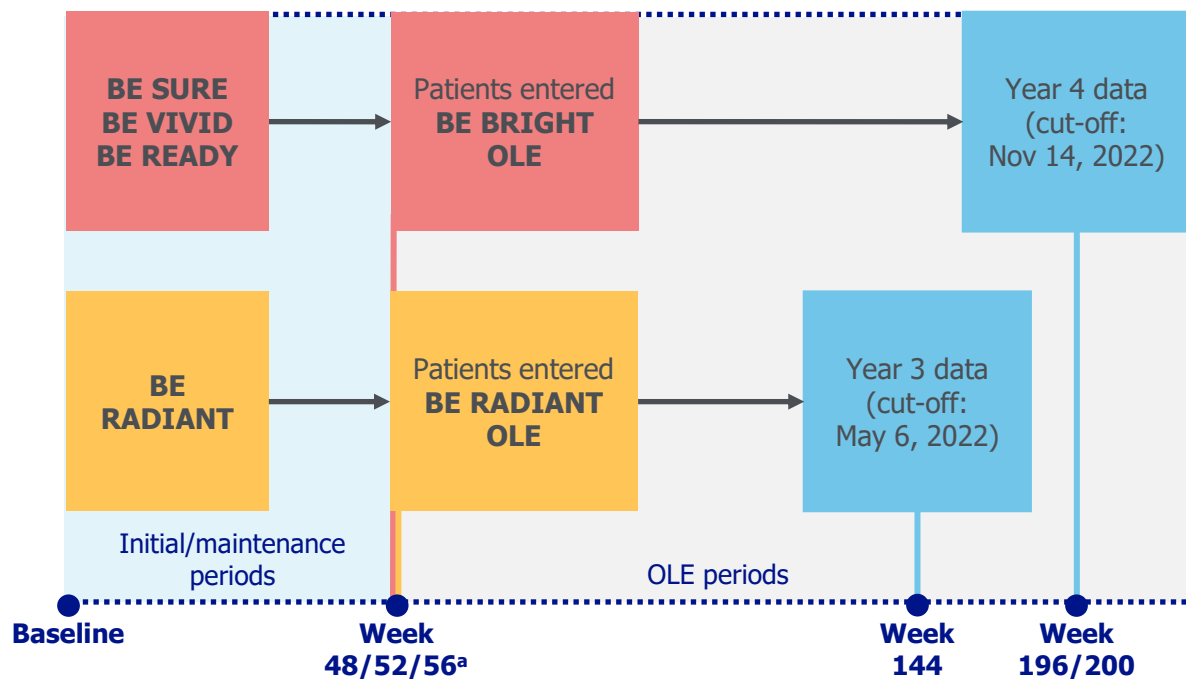 BE SURE
BE VIVID
BE READY
Patients entered
BE BRIGHT
OLE
Year 4 data
(cut-off:
Nov 14, 2022)
BE
RADIANT
Patients entered
BE RADIANT
OLE
Year 3 data
(cut-off:
May 6, 2022)
Initial/maintenance
periods
OLE periods
Baseline
Week
48/52/56ᵃ
Week
144
Week
196/200